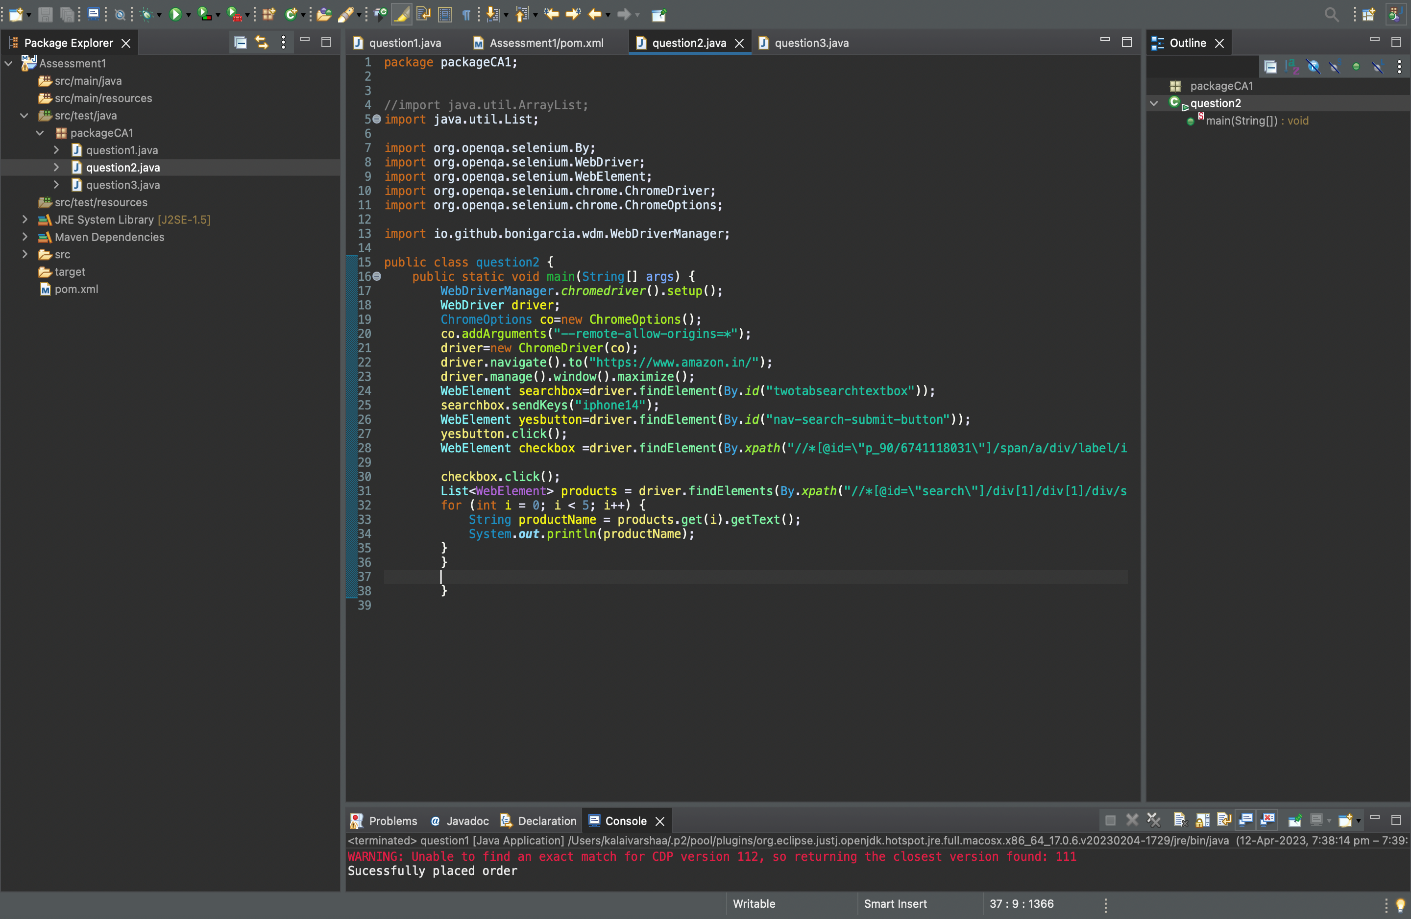 Package Explorer
question1.java
Assessment1/pom.xml
question2.java
question3.java
Outline
Assessment1
src/main/java
src/main/resources
src/test/java
packageCA1
question1.java
question2.java
question3.java
src/test/resources
JRE System Library [J2SE-1.5]
Maven Dependencies
src
target
pom.xml
1 package packageCA1;
2
3
4 //import java.util.ArrayList;
5 import java.util.List;
6
7 import org.openqa.selenium.By;
8 import org.openqa.selenium.WebDriver;
9 import org.openqa.selenium.WebElement;
10 import org.openqa.selenium.chrome.ChromeDriver;
11 import org.openqa.selenium.chrome.ChromeOptions;
12
13 import io.github.bonigarcia.wdm.WebDriverManager;
14
15 public class question2 {
16 public static void main(String[] args) {
17 WebDriverManager.chromedriver().setup();
18 WebDriver driver;
19 ChromeOptions co=new ChromeOptions();
20 co.addArguments("--remote-allow-origins=*");
21 driver=new ChromeDriver(co);
22 driver.navigate().to("https://www.amazon.in/");
23 driver.manage().window().maximize();
24 WebElement searchbox=driver.findElement(By.id("twotabsearchtextbox"));
25 searchbox.sendKeys("iphone14");
26 WebElement yesbutton=driver.findElement(By.id("nav-search-submit-button"));
27 yesbutton.click();
28 WebElement checkbox =driver.findElement(By.xpath("//*[@id=\"p_90/6741118031\"]/span/a/div/label/i
29
30 checkbox.click();
31 List<WebElement> products = driver.findElements(By.xpath("//*[@id=\"search\"]/div[1]/div[1]/div/s
32 for (int i = 0; i < 5; i++) {
33 String productName = products.get(i).getText();
34 System.out.println(productName);
35 }
36 }
37
38 }
39
packageCA1
question2
main(String[]) : void
Problems
Javadoc
Declaration
Console
<terminated> question1 [Java Application] /Users/kalaivarshaa/.p2/pool/plugins/org.eclipse.justj.openjdk.hotspot.jre.full.macosx.x86_64_17.0.6.v20230204-1729/jre/bin/java (12-Apr-2023, 7:38:14 pm – 7:39:
WARNING: Unable to find an exact match for CDP version 112, so returning the closest version found: 111
Sucessfully placed order
Writable
Smart Insert
37 : 9 : 1366